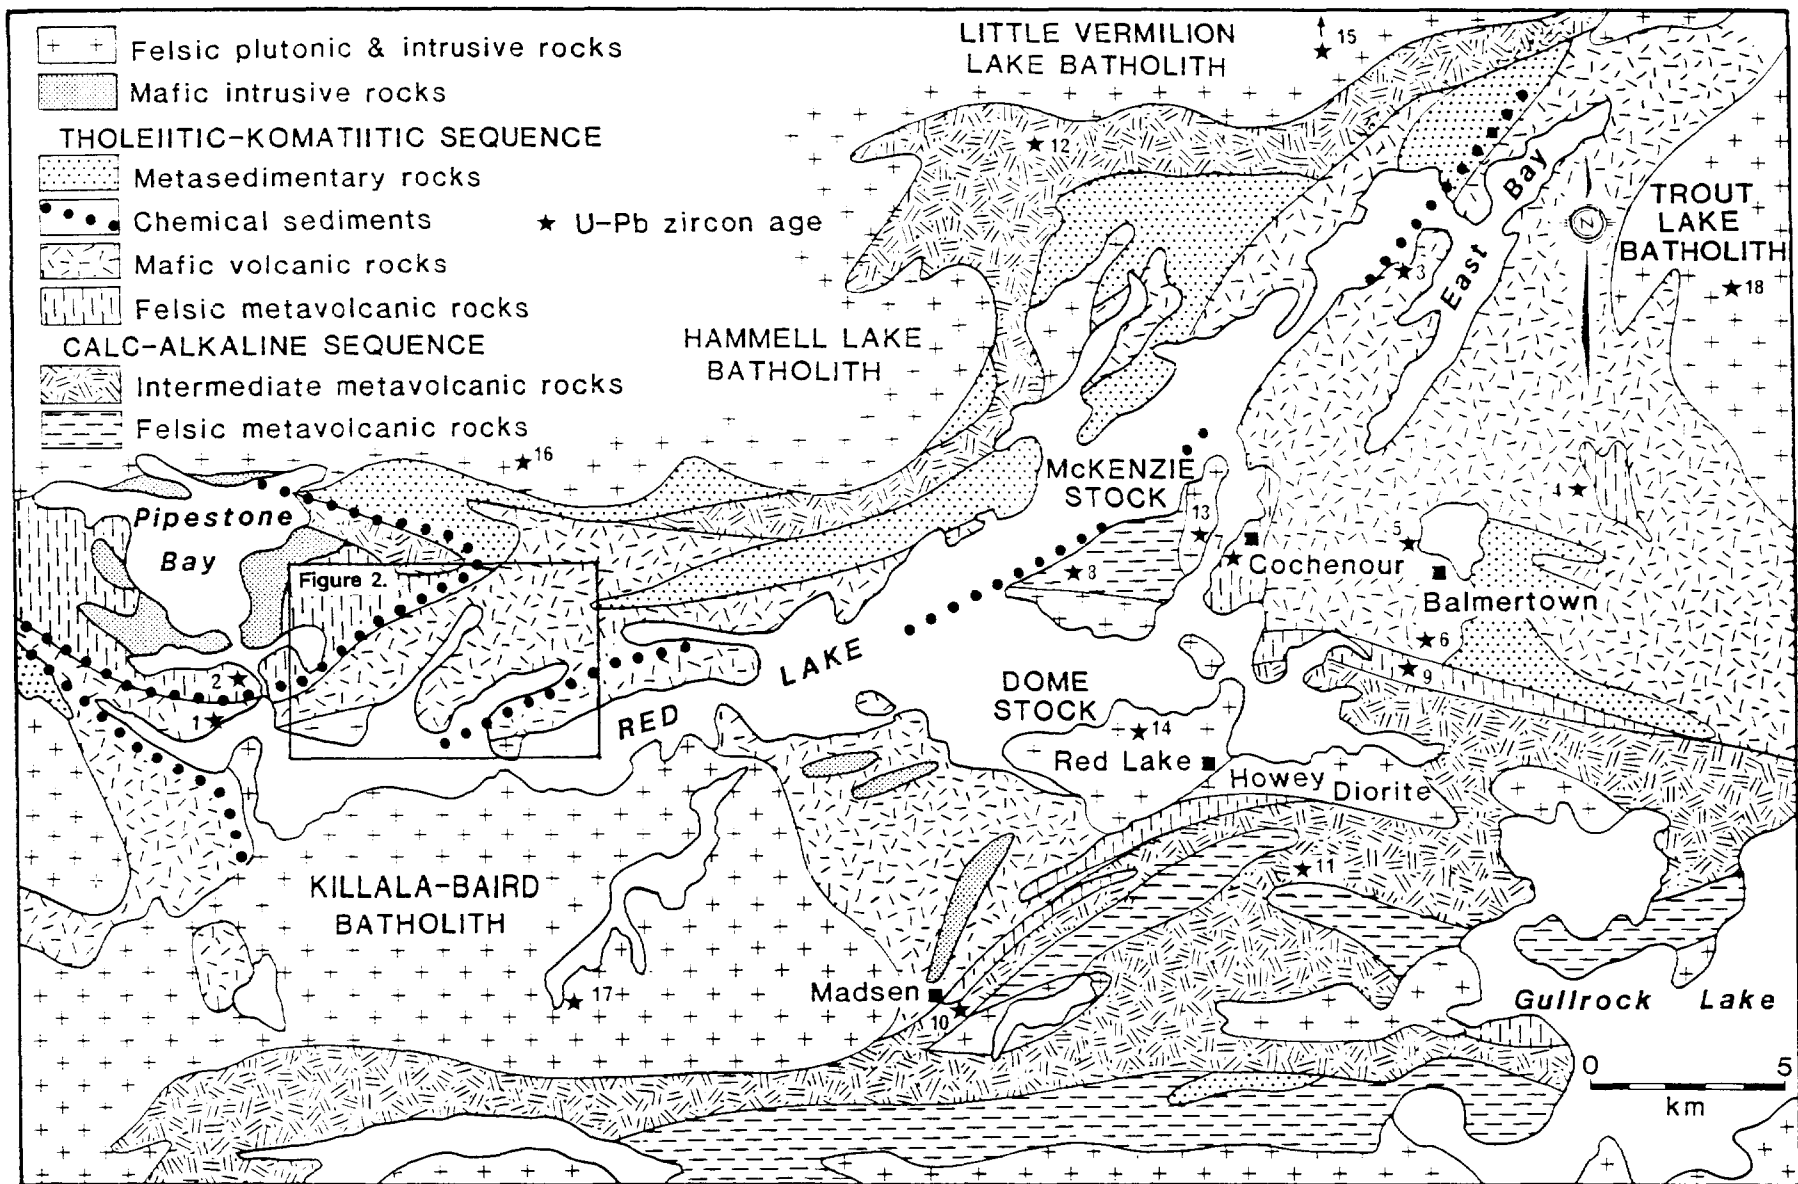 Felsic plutonic & intrusive rocks
Mafic intrusive rocks
THOLEIITIC-KOMATIITIC SEQUENCE
Metasedimentary rocks
Chemical sediments
★ U-Pb zircon age
Mafic volcanic rocks
Felsic metavolcanic rocks
CALC-ALKALINE SEQUENCE
Intermediate metavolcanic rocks
Felsic metavolcanic rocks
LITTLE VERMILION
LAKE BATHOLITH
15
12
TROUT
LAKE
BATHOLITH
18
N
East Bay
3
HAMMELL LAKE
BATHOLITH
16
Pipestone
Bay
Figure 2.
McKENZIE
STOCK
13
8
Cochenour
4
5
Balmertown
6
9
2
1
RED LAKE
DOME
STOCK
14
Red Lake
Howey Diorite
11
KILLALA-BAIRD
BATHOLITH
17
Madsen
10
Gullrock Lake
0 5
km